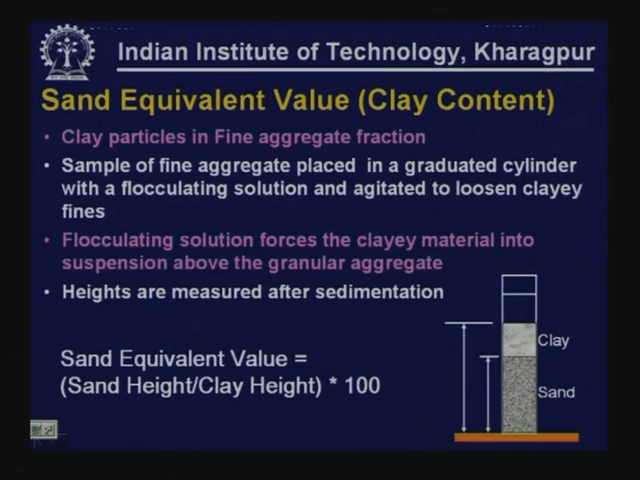 Indian Institute of Technology, Kharagpur
Sand Equivalent Value (Clay Content)
• Clay particles in Fine aggregate fraction
• Sample of fine aggregate placed in a graduated cylinder
with a flocculating solution and agitated to loosen clayey
fines
• Flocculating solution forces the clayey material into
suspension above the granular aggregate
• Heights are measured after sedimentation
Clay
Sand Equivalent Value =
(Sand Height/Clay Height) * 100
Sand